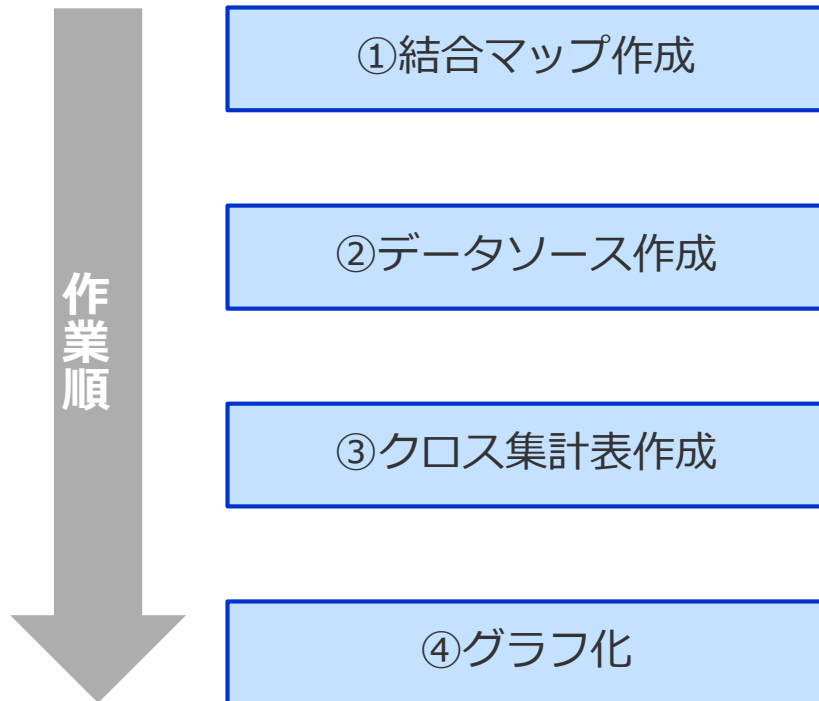 作業順
①結合マップ作成
②データソース作成
③クロス集計表作成
④グラフ化